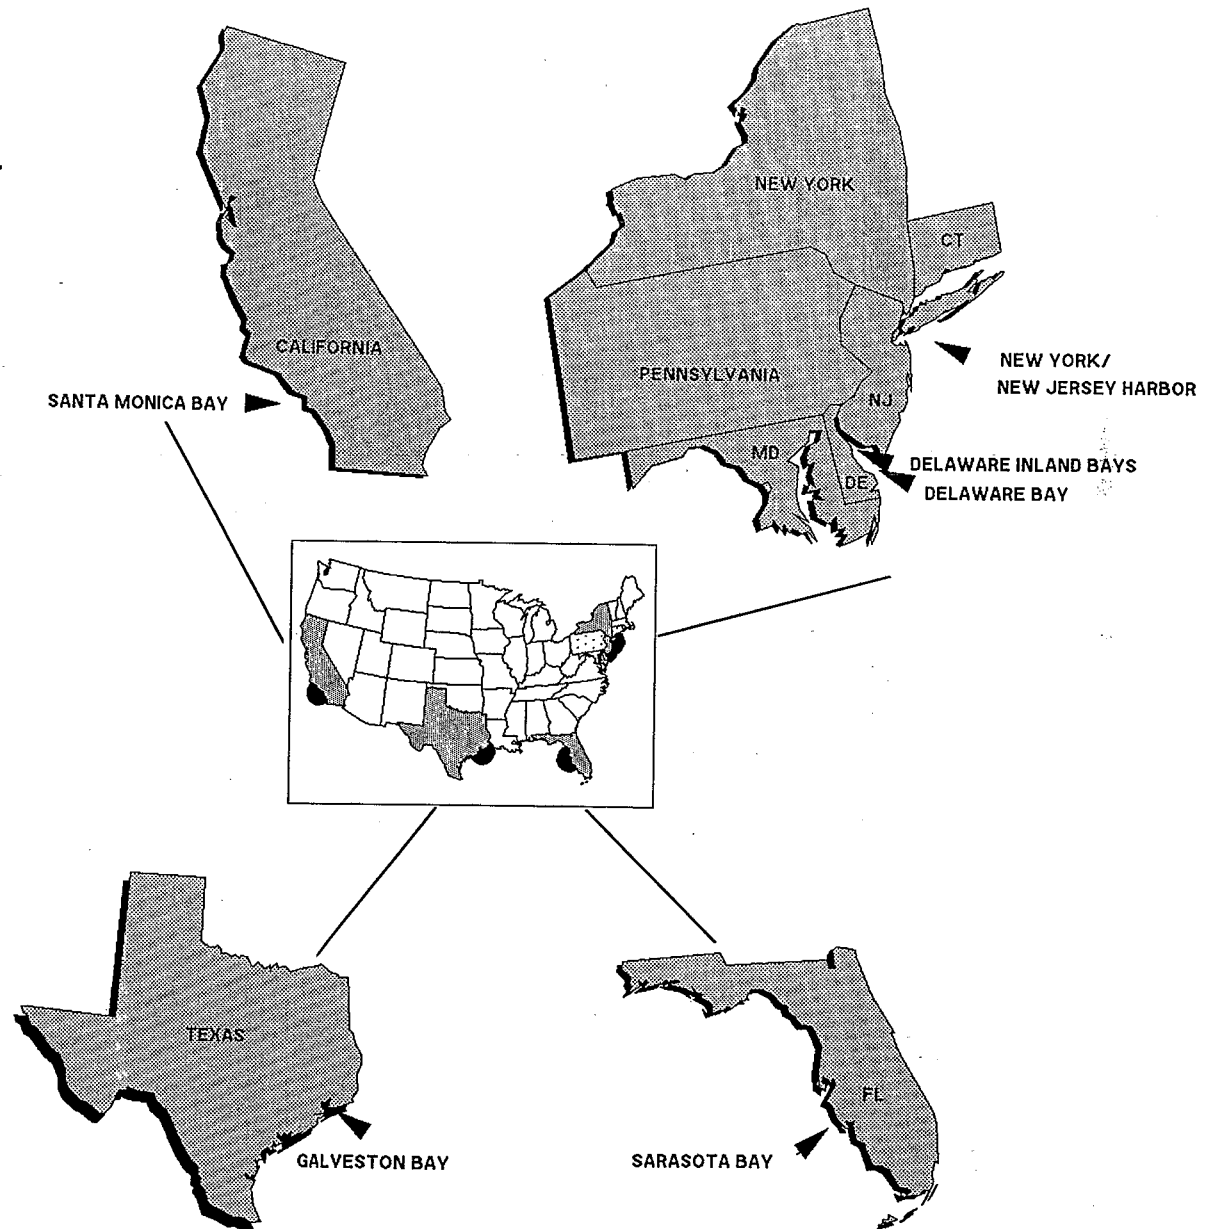 NEW YORK
CT
CALIFORNIA
NEW YORK/
NEW JERSEY HARBOR
PENNSYLVANIA
SANTA MONICA BAY
NJ
MD
DELAWARE INLAND BAYS
DE
DELAWARE BAY
TEXAS
FL
GALVESTON BAY
SARASOTA BAY